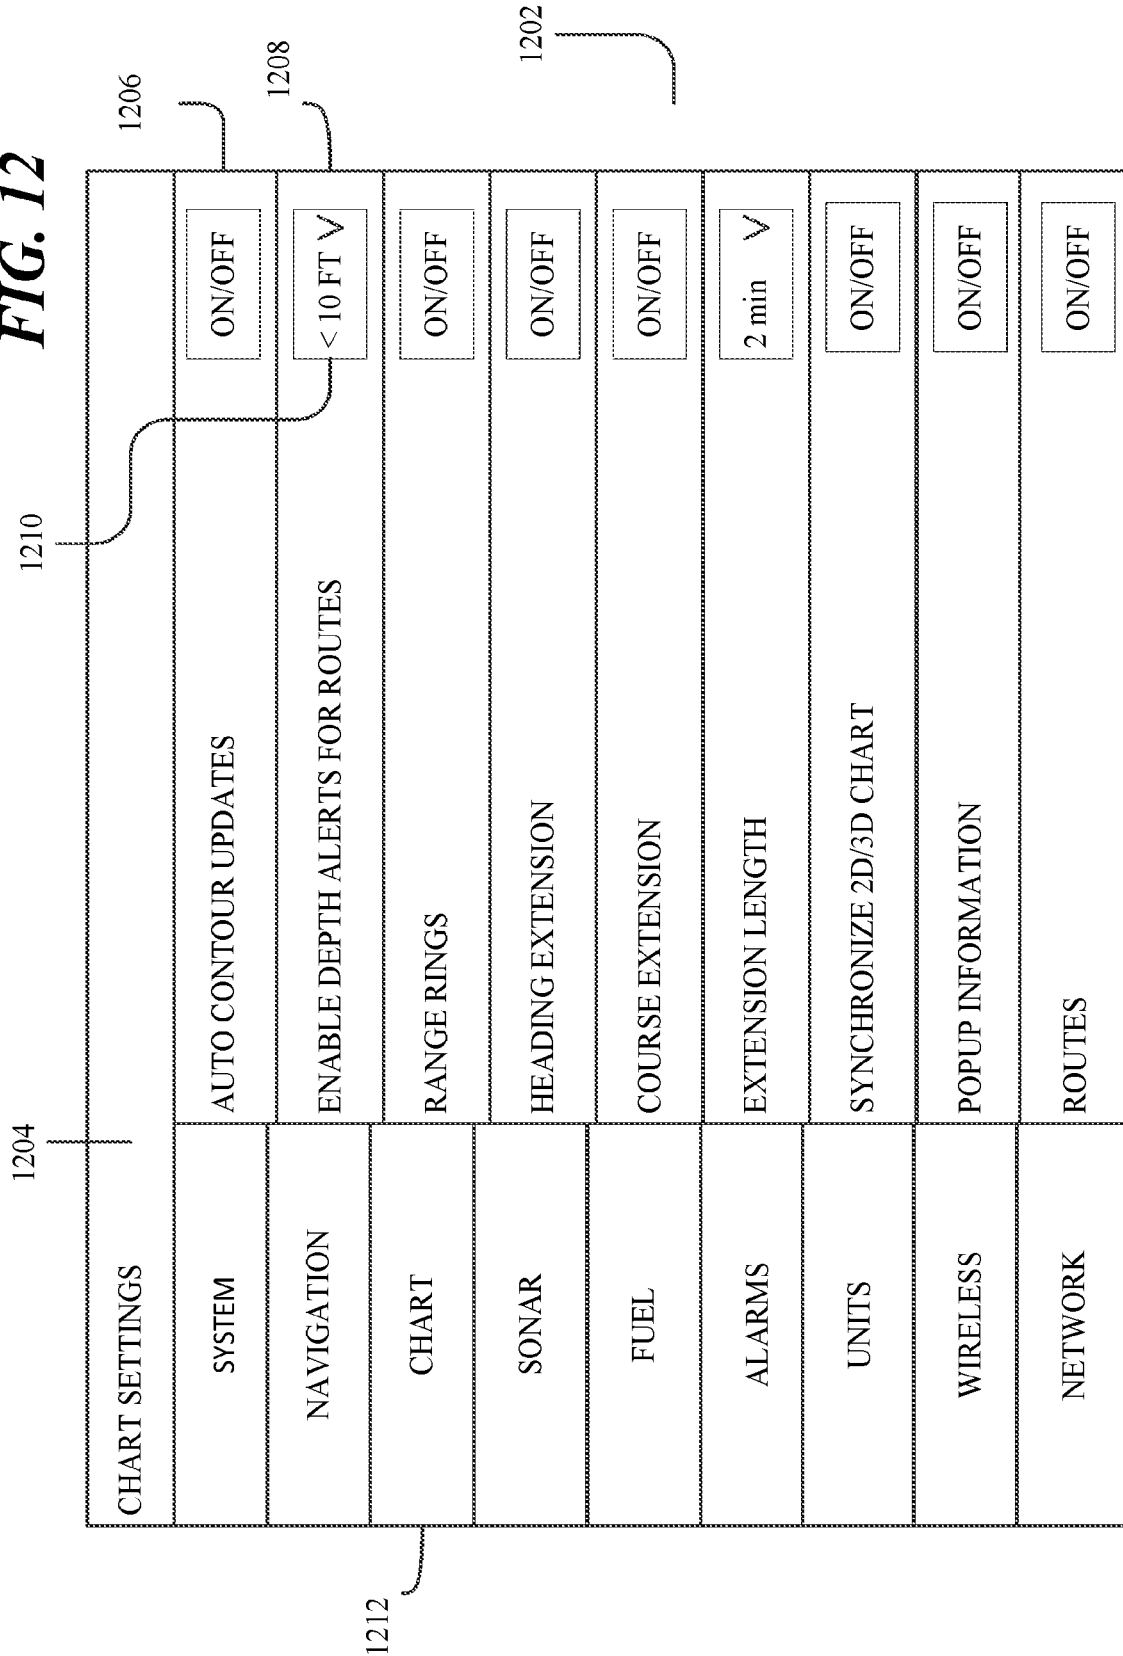 FIG. 12
1202
1204
1206
1208
1210
1212
CHART SETTINGS
SYSTEM
NAVIGATION
CHART
SONAR
FUEL
ALARMS
UNITS
WIRELESS
NETWORK
AUTO CONTOUR UPDATES ON/OFF
ENABLE DEPTH ALERTS FOR ROUTES < 10 FT V
RANGE RINGS ON/OFF
HEADING EXTENSION ON/OFF
COURSE EXTENSION ON/OFF
EXTENSION LENGTH 2 min V
SYNCHRONIZE 2D/3D CHART ON/OFF
POPUP INFORMATION ON/OFF
ROUTES ON/OFF